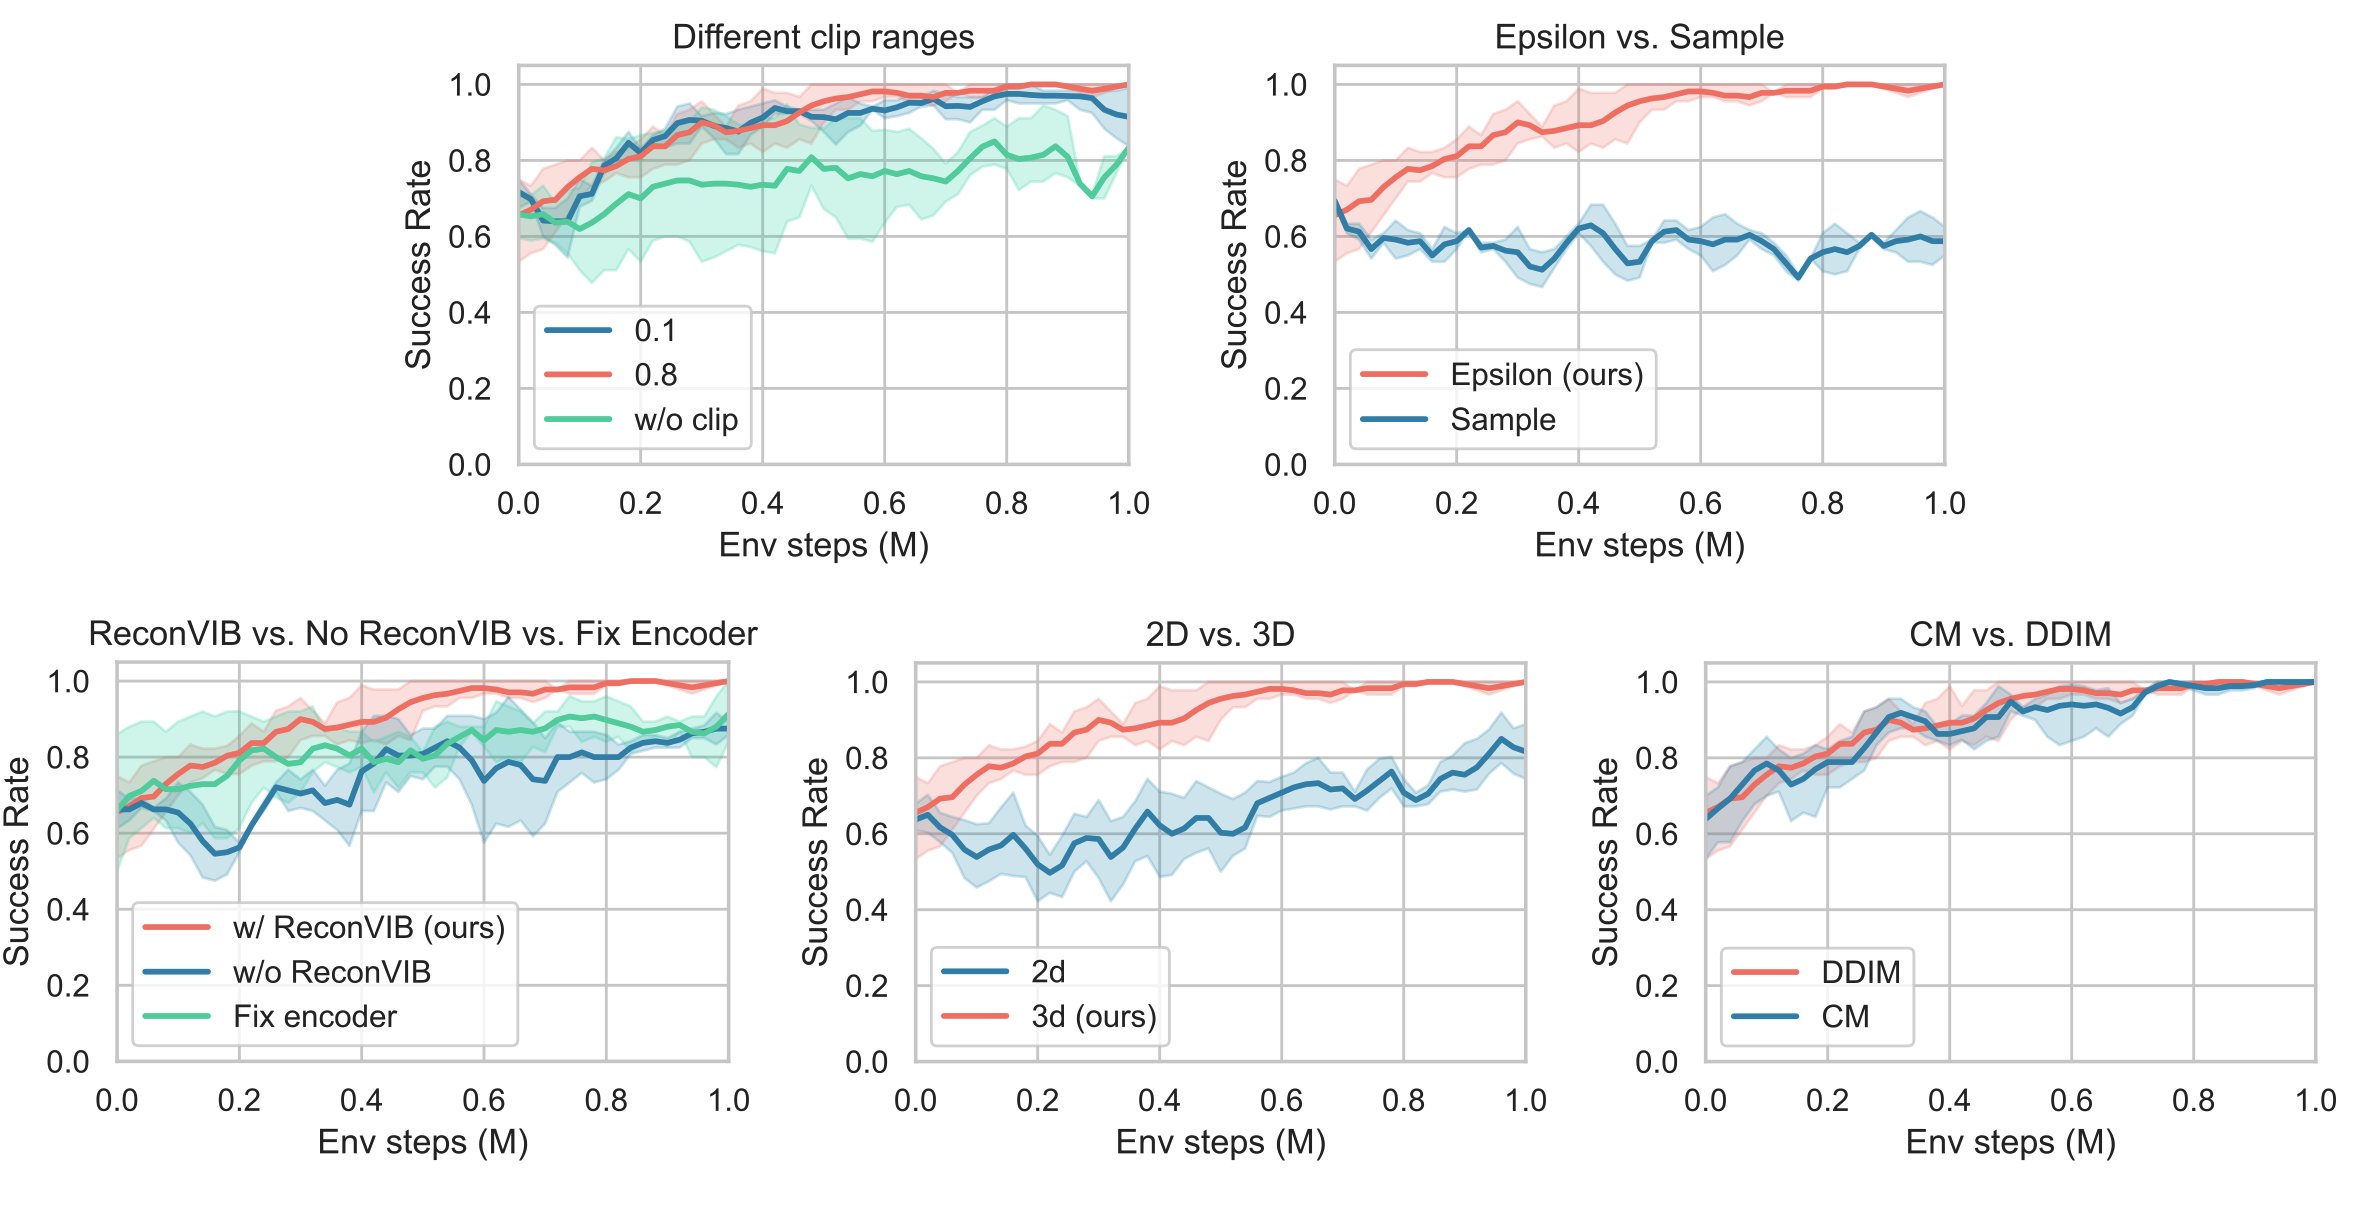 Different clip ranges
Success Rate
1.0
0.8
0.6
0.4
0.2
0.0
0.1
0.8
w/o clip
0.0 0.2 0.4 0.6 0.8 1.0
Env steps (M)
Epsilon vs. Sample
Success Rate
1.0
0.8
0.6
0.4
0.2
0.0
Epsilon (ours)
Sample
0.0 0.2 0.4 0.6 0.8 1.0
Env steps (M)
ReconVIB vs. No ReconVIB vs. Fix Encoder
Success Rate
1.0
0.8
0.6
0.4
0.2
0.0
w/ ReconVIB (ours)
w/o ReconVIB
Fix encoder
0.0 0.2 0.4 0.6 0.8 1.0
Env steps (M)
2D vs. 3D
Success Rate
1.0
0.8
0.6
0.4
0.2
0.0
2d
3d (ours)
0.0 0.2 0.4 0.6 0.8 1.0
Env steps (M)
CM vs. DDIM
Success Rate
1.0
0.8
0.6
0.4
0.2
0.0
DDIM
CM
0.0 0.2 0.4 0.6 0.8 1.0
Env steps (M)